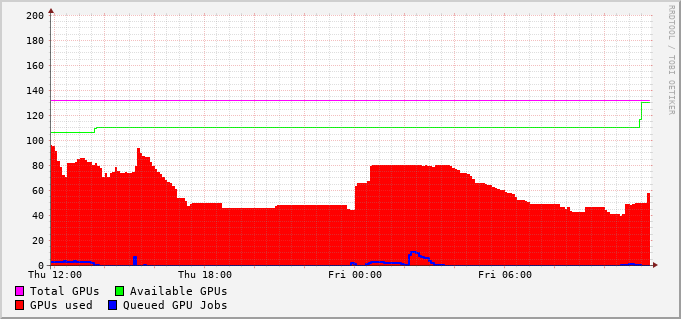 200
180
160
140
120
100
80
60
40
20
0
Thu 12:00 Thu 18:00 Fri 00:00 Fri 06:00
Total GPUs Available GPUs
GPUs used Queued GPU Jobs
RRDTOOL / TOBI OETIKER